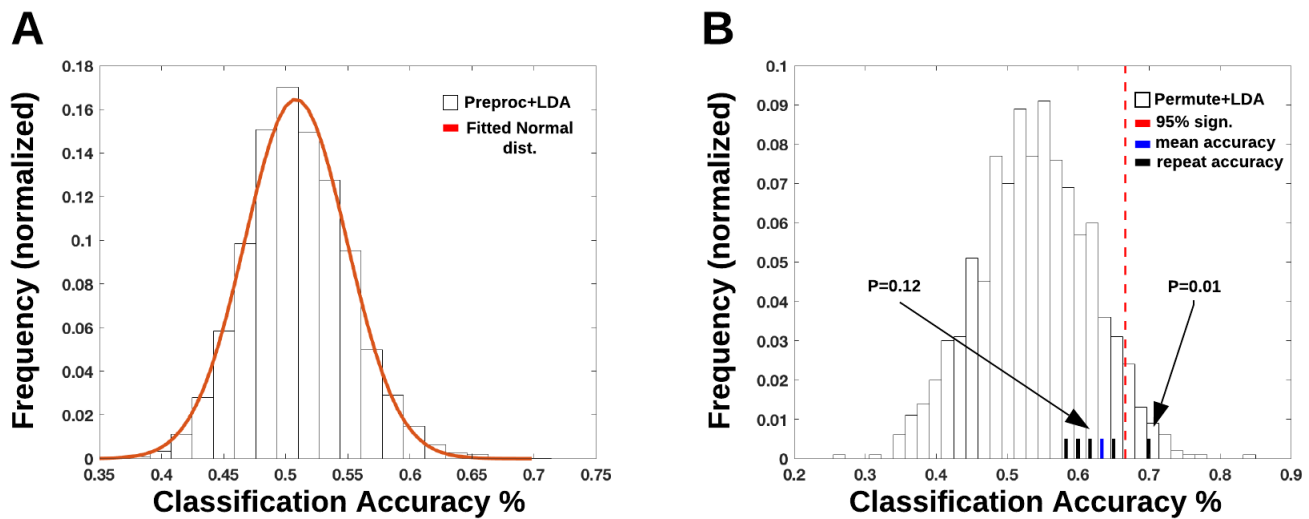 A
Frequency (normalized)
0.18
0.16
0.14
0.12
0.1
0.08
0.06
0.04
0.02
0
0.35
0.4
0.45
0.5
0.55
0.6
0.65
0.7
0.75
Classification Accuracy %
Preproc+LDA
Fitted Normal
dist.
B
Frequency (normalized)
0.1
0.09
0.08
0.07
0.06
0.05
0.04
0.03
0.02
0.01
0
0.2
0.3
0.4
0.5
0.6
0.7
0.8
0.9
Classification Accuracy %
Permute+LDA
95% sign.
mean accuracy
repeat accuracy
P=0.12
P=0.01